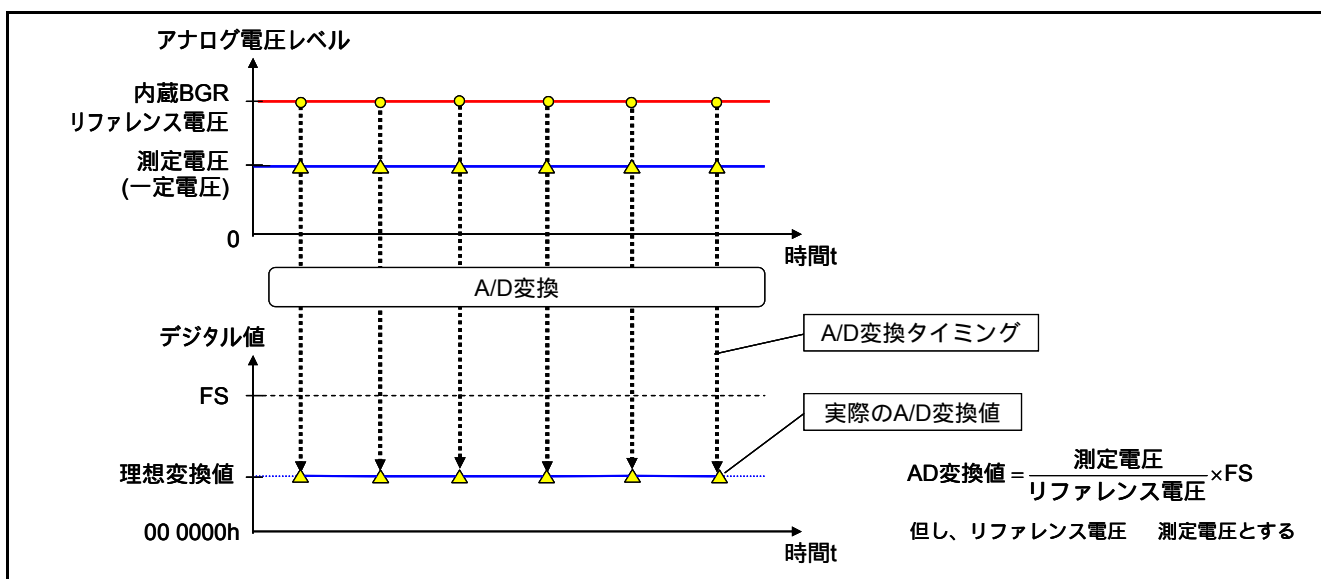 アナログ電圧レベル
内蔵BGR
リファレンス電圧
測定電圧
(一定電圧)
0
時間t
A/D変換
デジタル値
A/D変換タイミング
FS
実際のA/D変換値
理想変換値
AD変換値=測定電圧/リファレンス電圧×FS
00 0000h
但し、リファレンス電圧 測定電圧とする
時間t